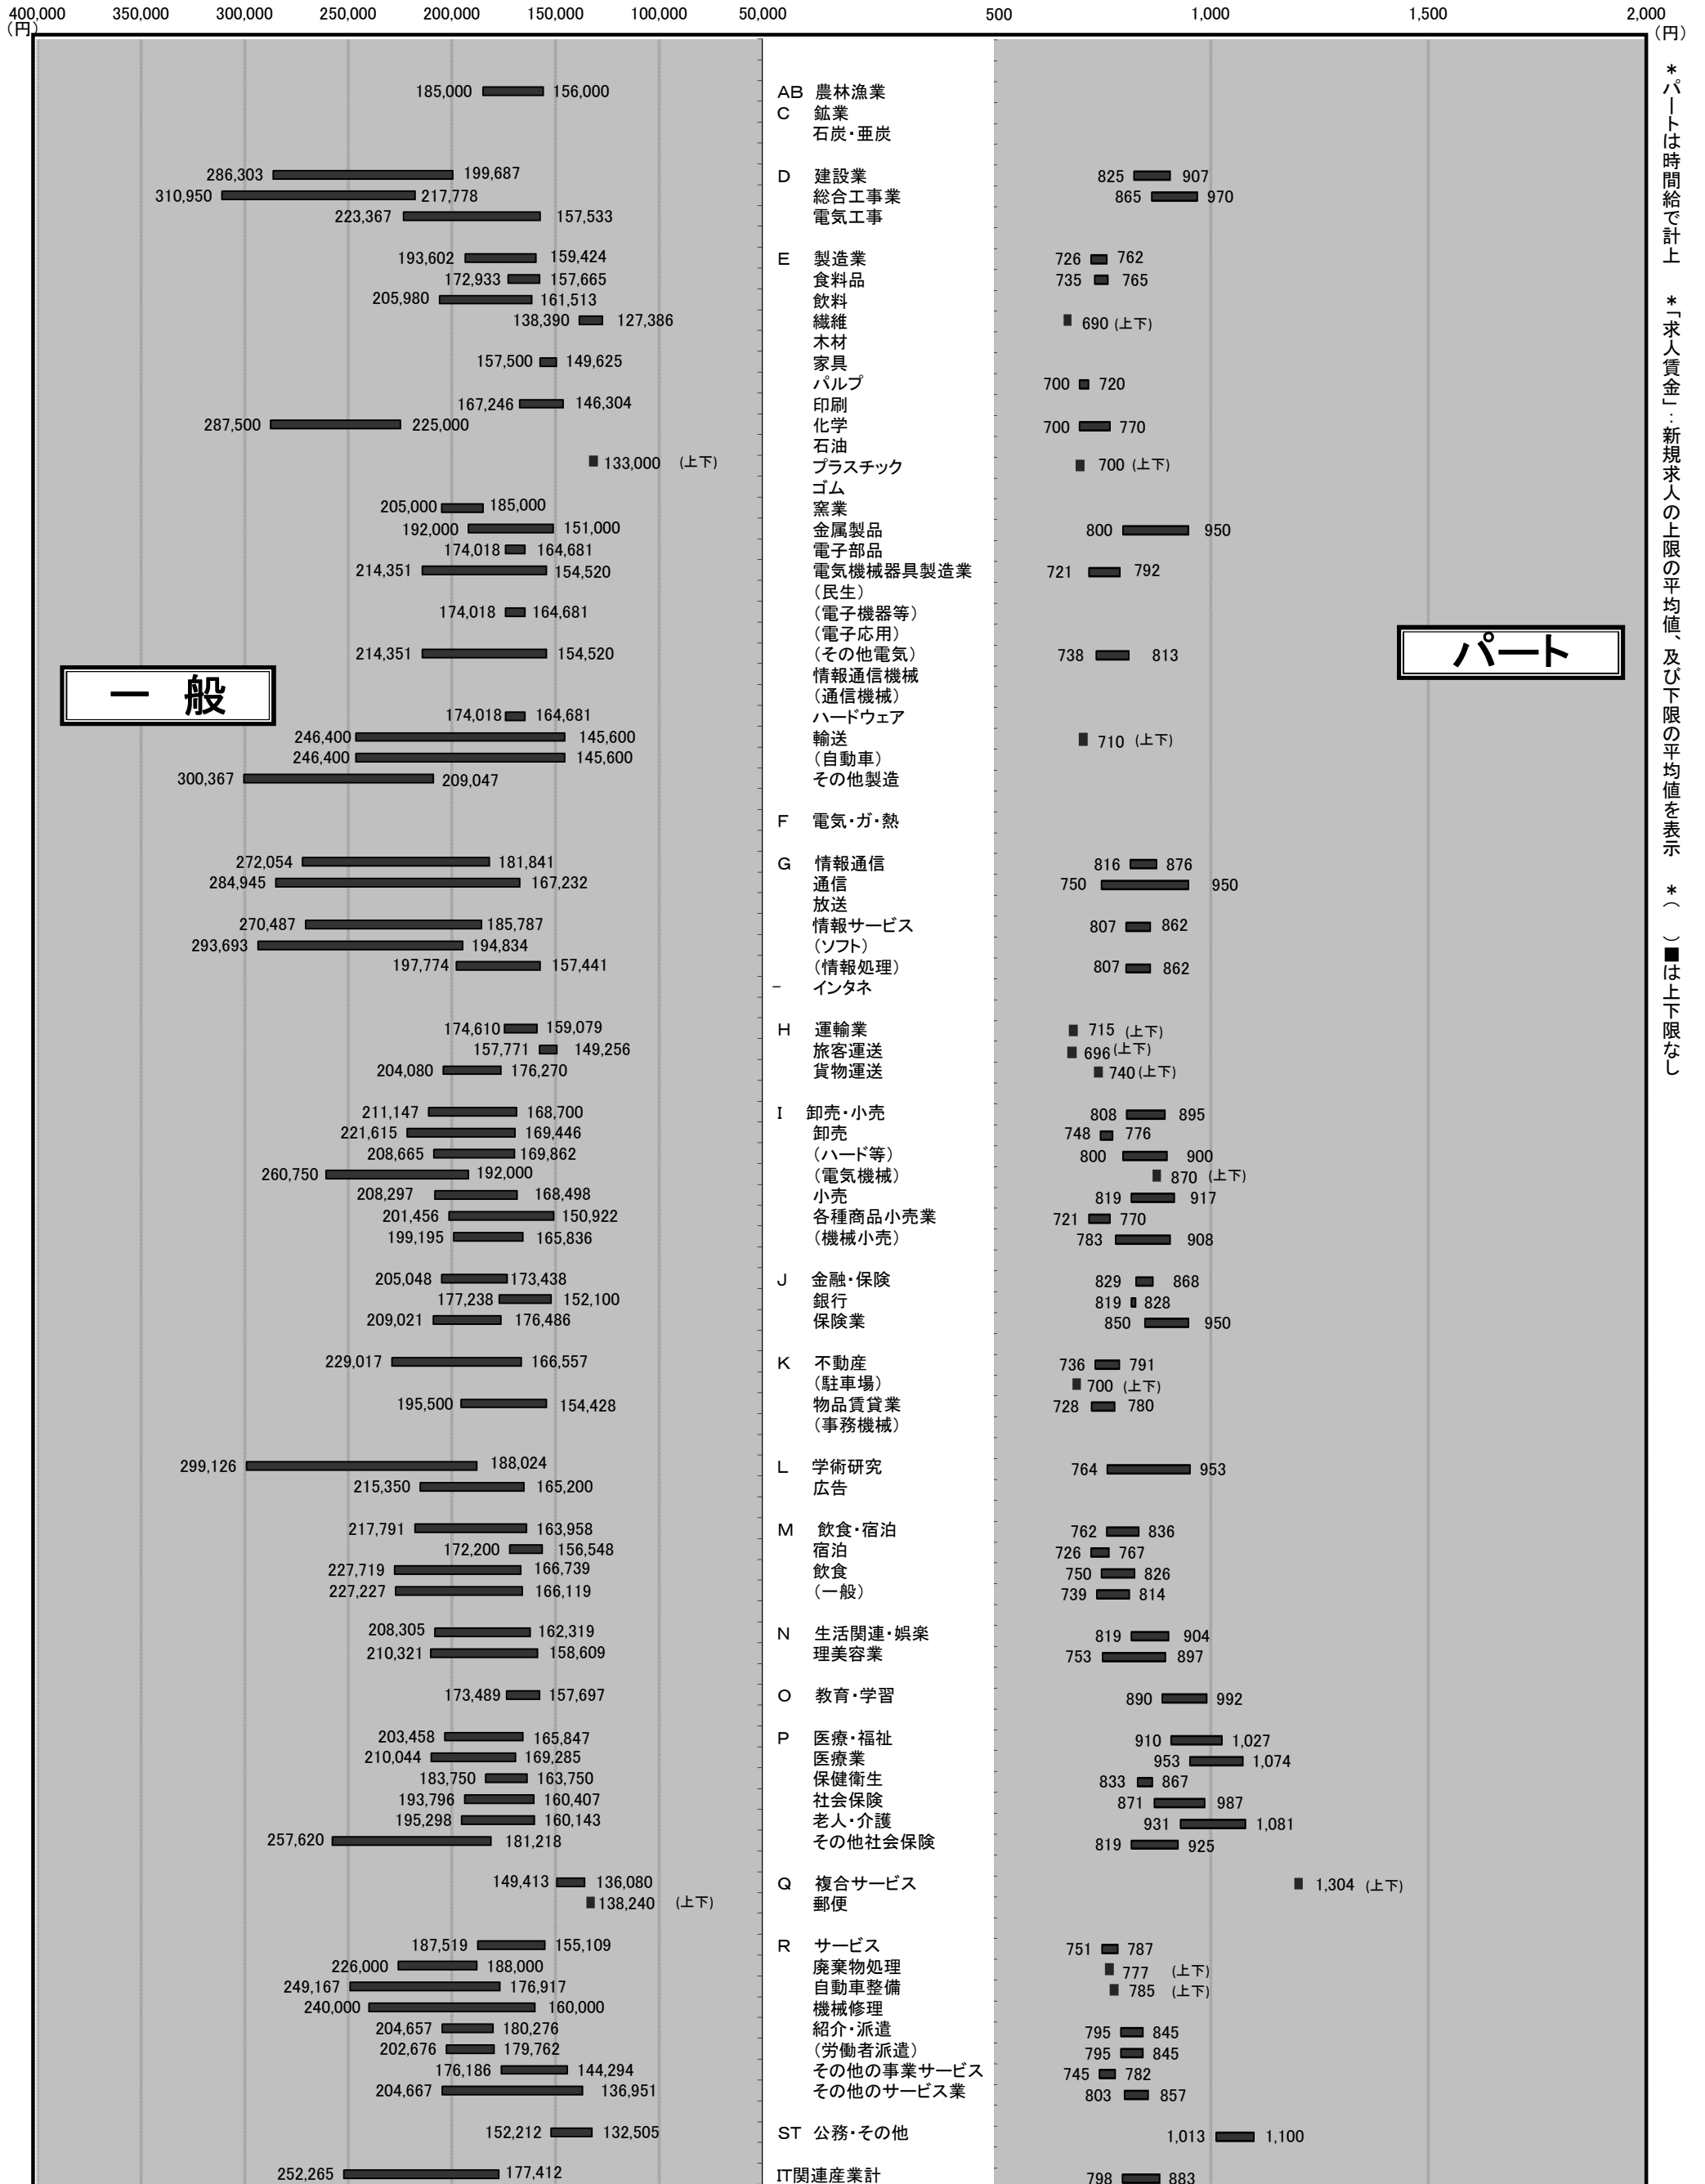 400,000 350,000 300,000 250,000 200,000 150,000 100,000 50,000 500 1,000 1,500 2,000
(円) (円)
185,000 156,000 AB 農林漁業
C 鉱業
石炭・亜炭
286,303 199,687 D 建設業 825 907
310,950 217,778 総合工事業 865 970
223,367 157,533 電気工事
193,602 159,424 E 製造業 726 762
172,933 157,665 食料品 735 765
205,980 161,513 飲料
138,390 127,386 繊維 690 (上下)
木材
157,500 149,625 家具
パルプ 700 720
167,246 146,304 印刷
287,500 225,000 化学 700 770
石油
133,000 (上下) プラスチック 700 (上下)
ゴム
205,000 185,000 窯業
192,000 151,000 金属製品 800 950
174,018 164,681 電子部品
214,351 154,520 電気機械器具製造業 721 792
(民生)
174,018 164,681 (電子機器等)
(電子応用)
214,351 154,520 (その他電気) 738 813
情報通信機械
(通信機械)
174,018 164,681 ハードウェア
246,400 145,600 輸送 710 (上下)
246,400 145,600 (自動車)
300,367 209,047 その他製造
F 電気・ガ・熱
272,054 181,841 G 情報通信 816 876
284,945 167,232 通信 750 950
放送
270,487 185,787 情報サービス 807 862
293,693 194,834 (ソフト)
197,774 157,441 (情報処理) 807 862
－ インタネ
174,610 159,079 H 運輸業 715 (上下)
157,771 149,256 旅客運送 696 (上下)
204,080 176,270 貨物運送 740 (上下)
211,147 168,700 I 卸売・小売 808 895
221,615 169,446 卸売 748 776
208,665 169,862 (ハード等) 800 900
260,750 192,000 (電気機械) 870 (上下)
208,297 168,498 小売 819 917
201,456 150,922 各種商品小売業 721 770
199,195 165,836 (機械小売) 783 908
205,048 173,438 J 金融・保険 829 868
177,238 152,100 銀行 819 828
209,021 176,486 保険業 850 950
229,017 166,557 K 不動産 736 791
(駐車場) 700 (上下)
195,500 154,428 物品賃貸業 728 780
(事務機械)
299,126 188,024 L 学術研究 764 953
215,350 165,200 広告
217,791 163,958 M 飲食・宿泊 762 836
172,200 156,548 宿泊 726 767
227,719 166,739 飲食 750 826
227,227 166,119 (一般) 739 814
208,305 162,319 N 生活関連・娯楽 819 904
210,321 158,609 理美容業 753 897
173,489 157,697 O 教育・学習 890 992
203,458 165,847 P 医療・福祉 910 1,027
210,044 169,285 医療業 953 1,074
183,750 163,750 保健衛生 833 867
193,796 160,407 社会保険 871 987
195,298 160,143 老人・介護 931 1,081
257,620 181,218 その他社会保険 819 925
149,413 136,080 Q 複合サービス 1,304 (上下)
138,240 (上下) 郵便
187,519 155,109 R サービス 751 787
226,000 188,000 廃棄物処理 777 (上下)
249,167 176,917 自動車整備 785 (上下)
240,000 160,000 機械修理
204,657 180,276 紹介・派遣 795 845
202,676 179,762 (労働者派遣) 795 845
176,186 144,294 その他の事業サービス 745 782
204,667 136,951 その他のサービス業 803 857
152,212 132,505 ST 公務・その他 1,013 1,100
252,265 177,412 IT関連産業計 798 883
一 般
パート
＊パートは時間給で計上 ＊「求人賃金」：新規求人の上限の平均値、及び下限の平均値を表示 ＊( )■は上下限なし